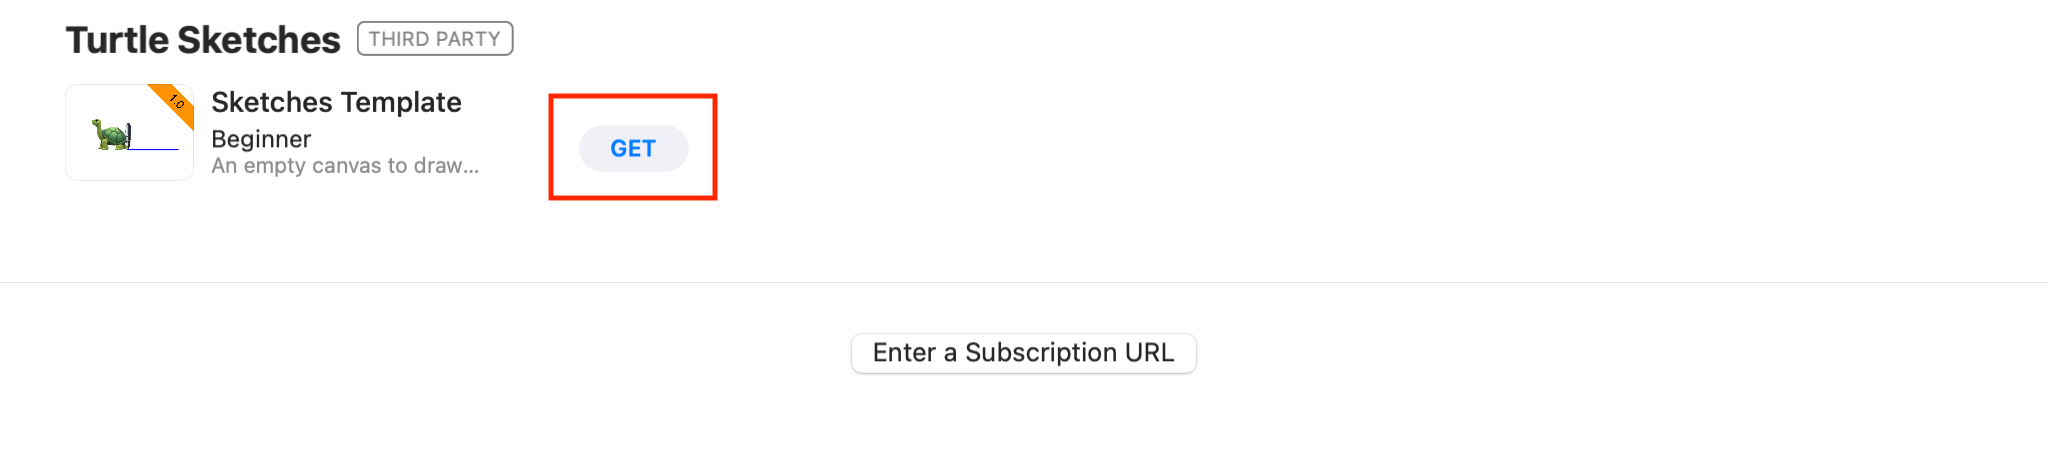 Turtle Sketches THIRD PARTY
1.0
Sketches Template
Beginner
An empty canvas to draw...
GET
Enter a Subscription URL